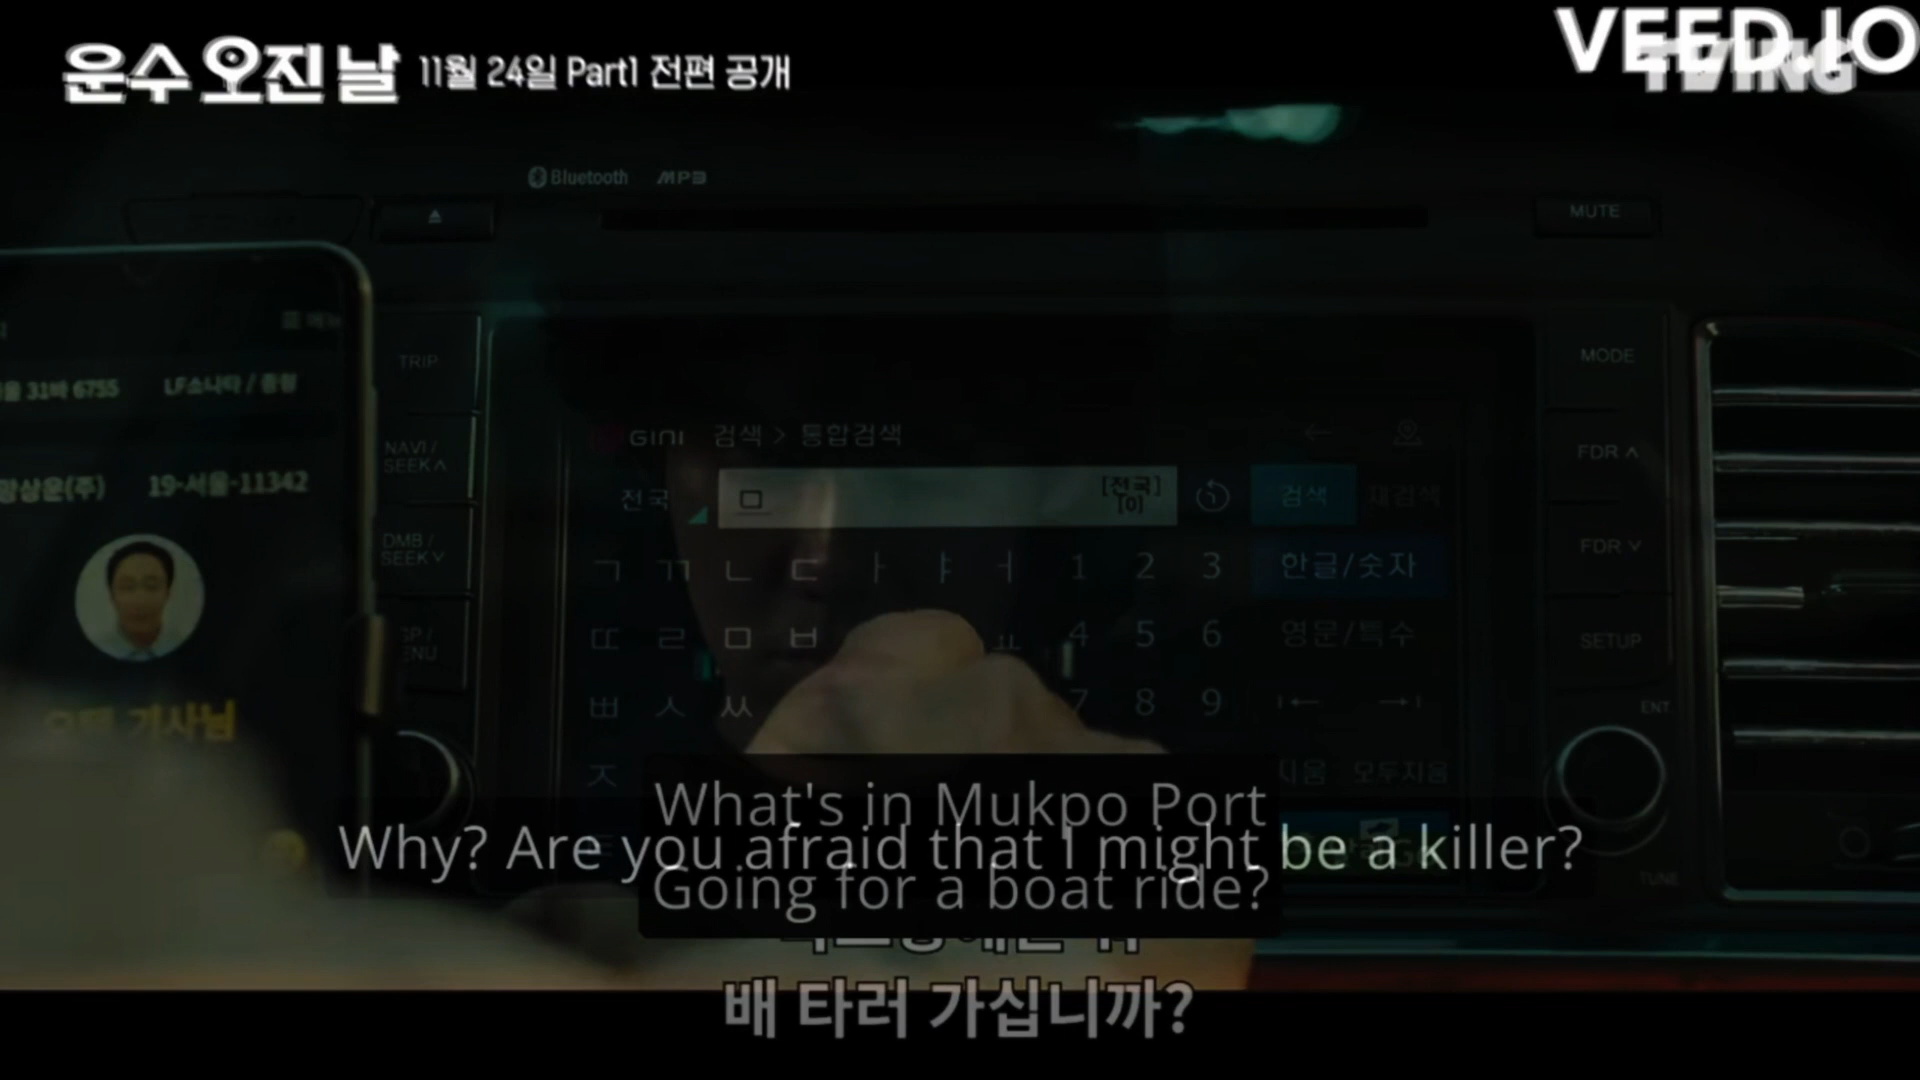 운수 오진 날 11월 24일 Part1 전편 공개
VEED.IO
TVING
Bluetooth MP3
MUTE
TRIP
MODE
31바 6755 LF소나타 / 중형
GINI 검색 > 통합검색
NAVI /
SEEK ∧
FDR ∧
19-서울-11342
전국 ㅁ [전국]
[0]
검색 재검색
DMB /
SEEK ∨
FDR ∨
ㄱ ㄲ ㄴ ㄷ ㅏ ㅑ ㅓ 1 2 3 한글/숫자
ㄸ ㄹ ㅁ ㅂ ㅛ 4 5 6 영문/특수
SETUP
기사님
ㅃ ㅅ ㅆ 7 8 9
ENT
ㅈ 지움 모두지움
What's in Mukpo Port
Why? Are you afraid that I might be a killer?
Going for a boat ride?
TUNE
배 타러 가십니까?